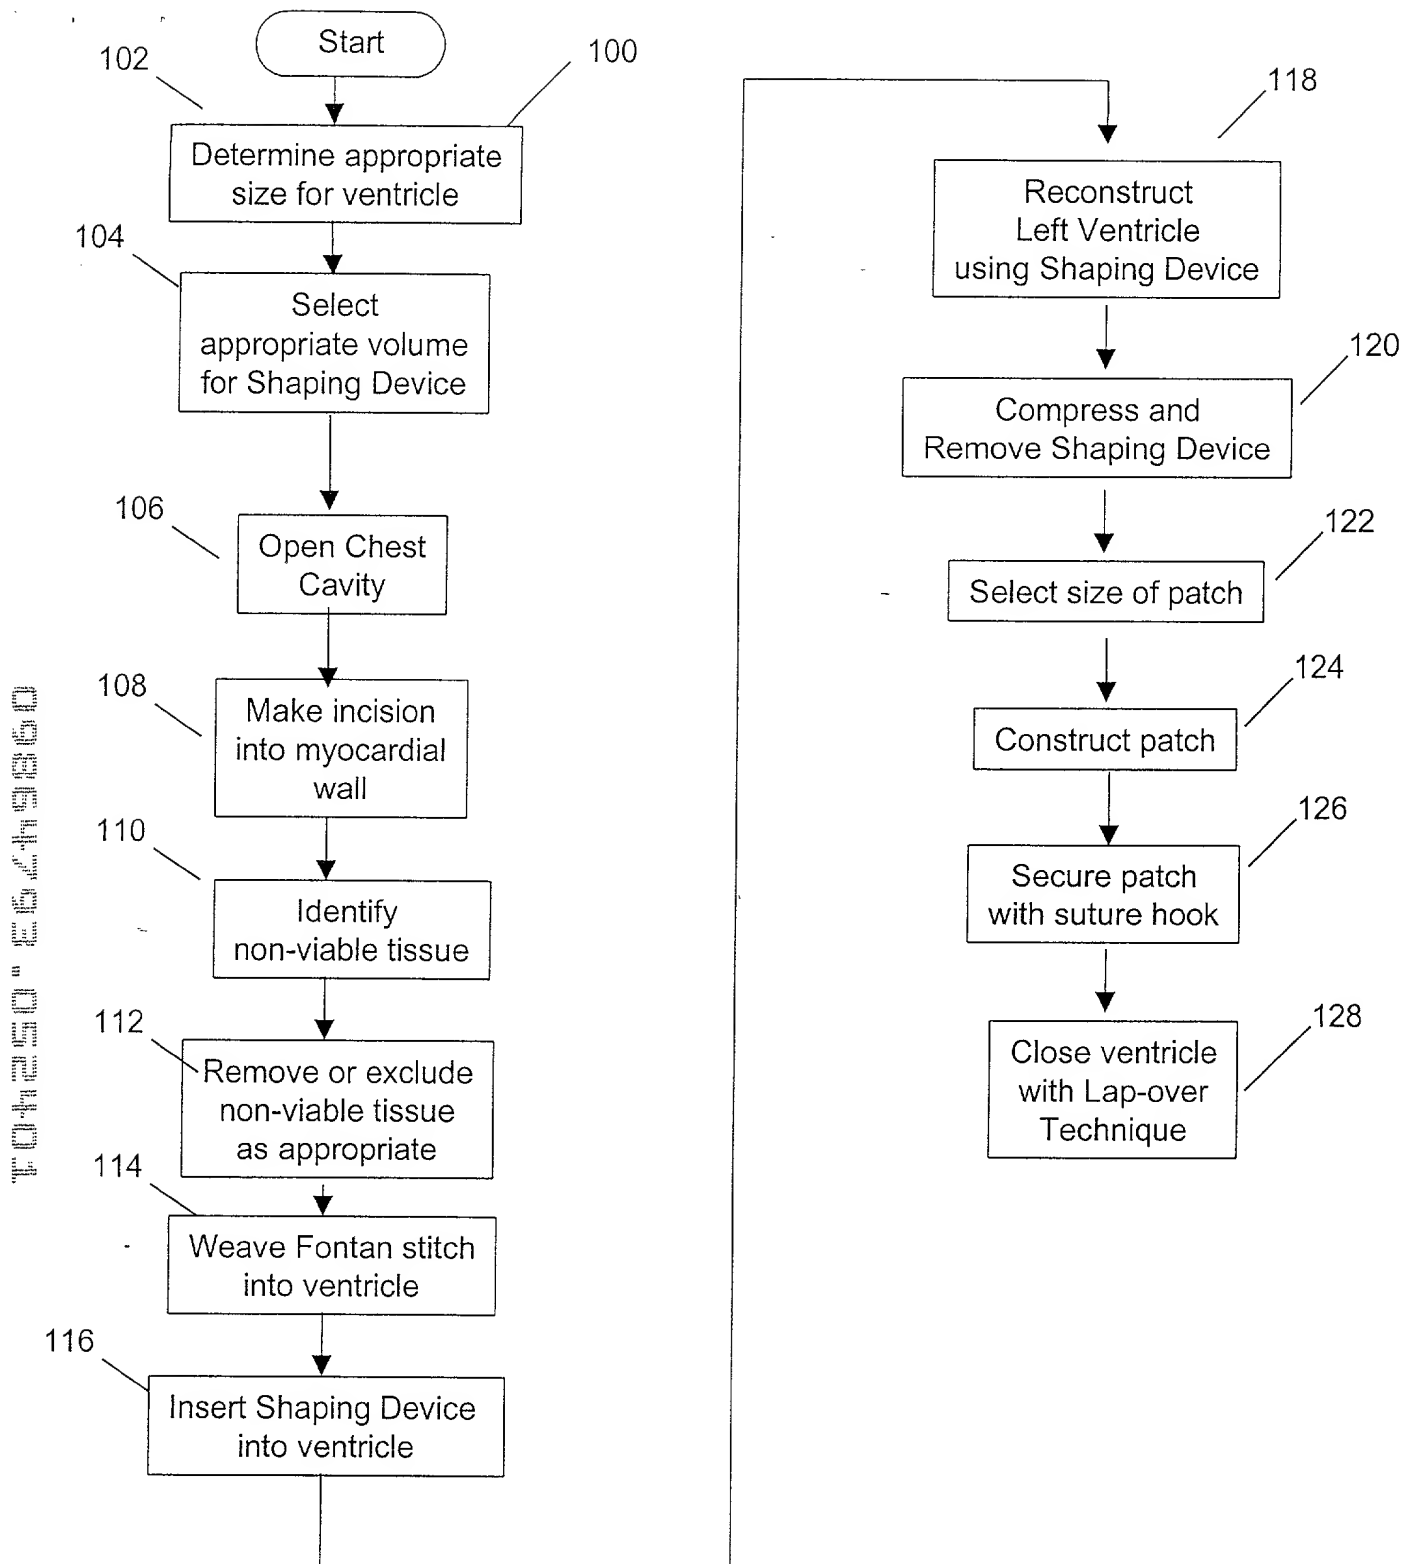 Start
102
100
Determine appropriate
size for ventricle
104
Select
appropriate volume
for Shaping Device
106
Open Chest
Cavity
108
Make incision
into myocardial
wall
110
Identify
non-viable tissue
112
Remove or exclude
non-viable tissue
as appropriate
114
Weave Fontan stitch
into ventricle
116
Insert Shaping Device
into ventricle
118
Reconstruct
Left Ventricle
using Shaping Device
120
Compress and
Remove Shaping Device
122
Select size of patch
124
Construct patch
126
Secure patch
with suture hook
128
Close ventricle
with Lap-over
Technique
09864793.052401